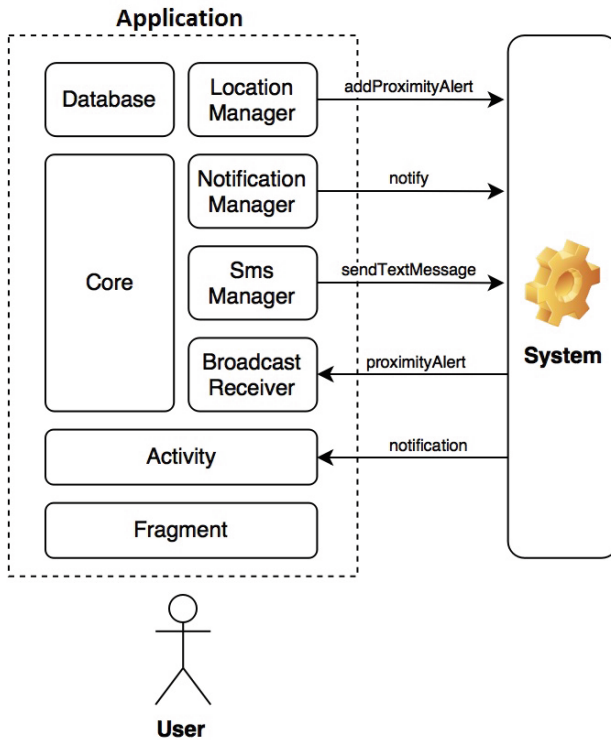 Application
Database
Location
Manager
addProximityAlert
Notification
Manager
notify
Core
Sms
Manager
sendTextMessage
System
Broadcast
Receiver
proximityAlert
Activity
notification
Fragment
User